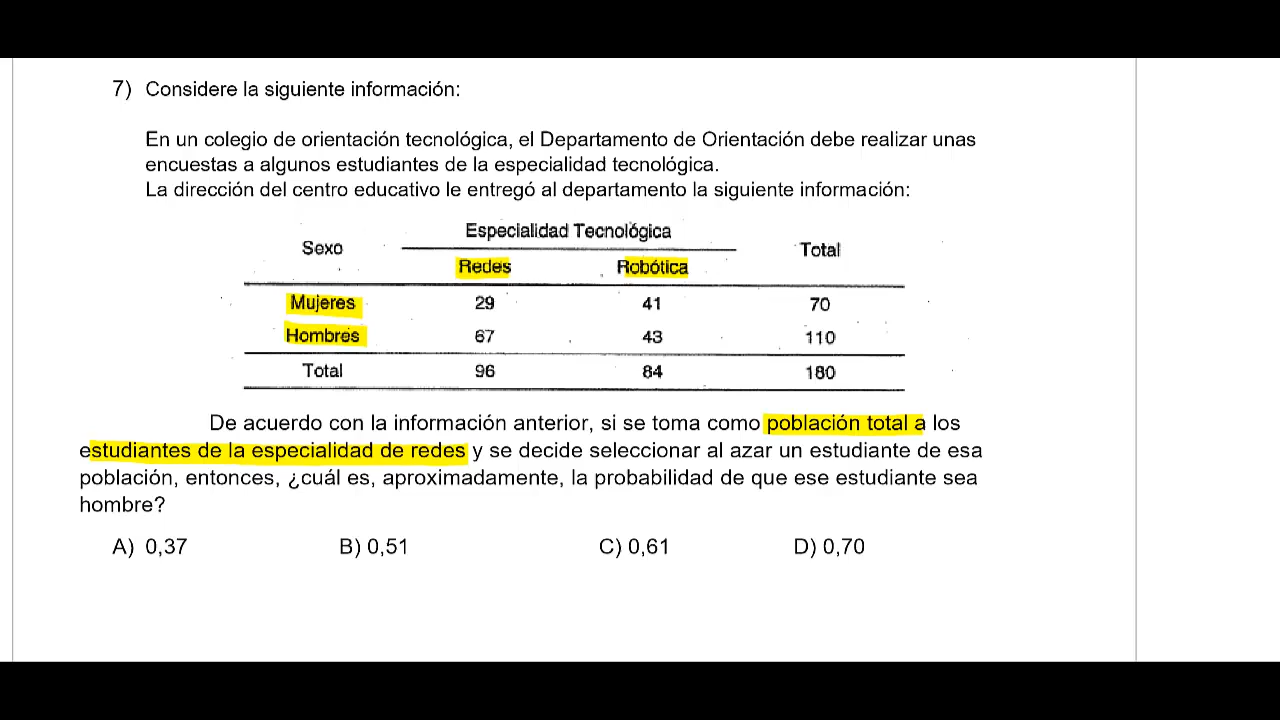 7) Considere la siguiente información:
En un colegio de orientación tecnológica, el Departamento de Orientación debe realizar unas
encuestas a algunos estudiantes de la especialidad tecnológica.
La dirección del centro educativo le entregó al departamento la siguiente información:
Sexo Especialidad Tecnológica Total
Redes Robótica
Mujeres 29 41 70
Hombres 67 43 110
Total 96 84 180
De acuerdo con la información anterior, si se toma como población total a los
estudiantes de la especialidad de redes y se decide seleccionar al azar un estudiante de esa
población, entonces, ¿cuál es, aproximadamente, la probabilidad de que ese estudiante sea
hombre?
A) 0,37 B) 0,51 C) 0,61 D) 0,70